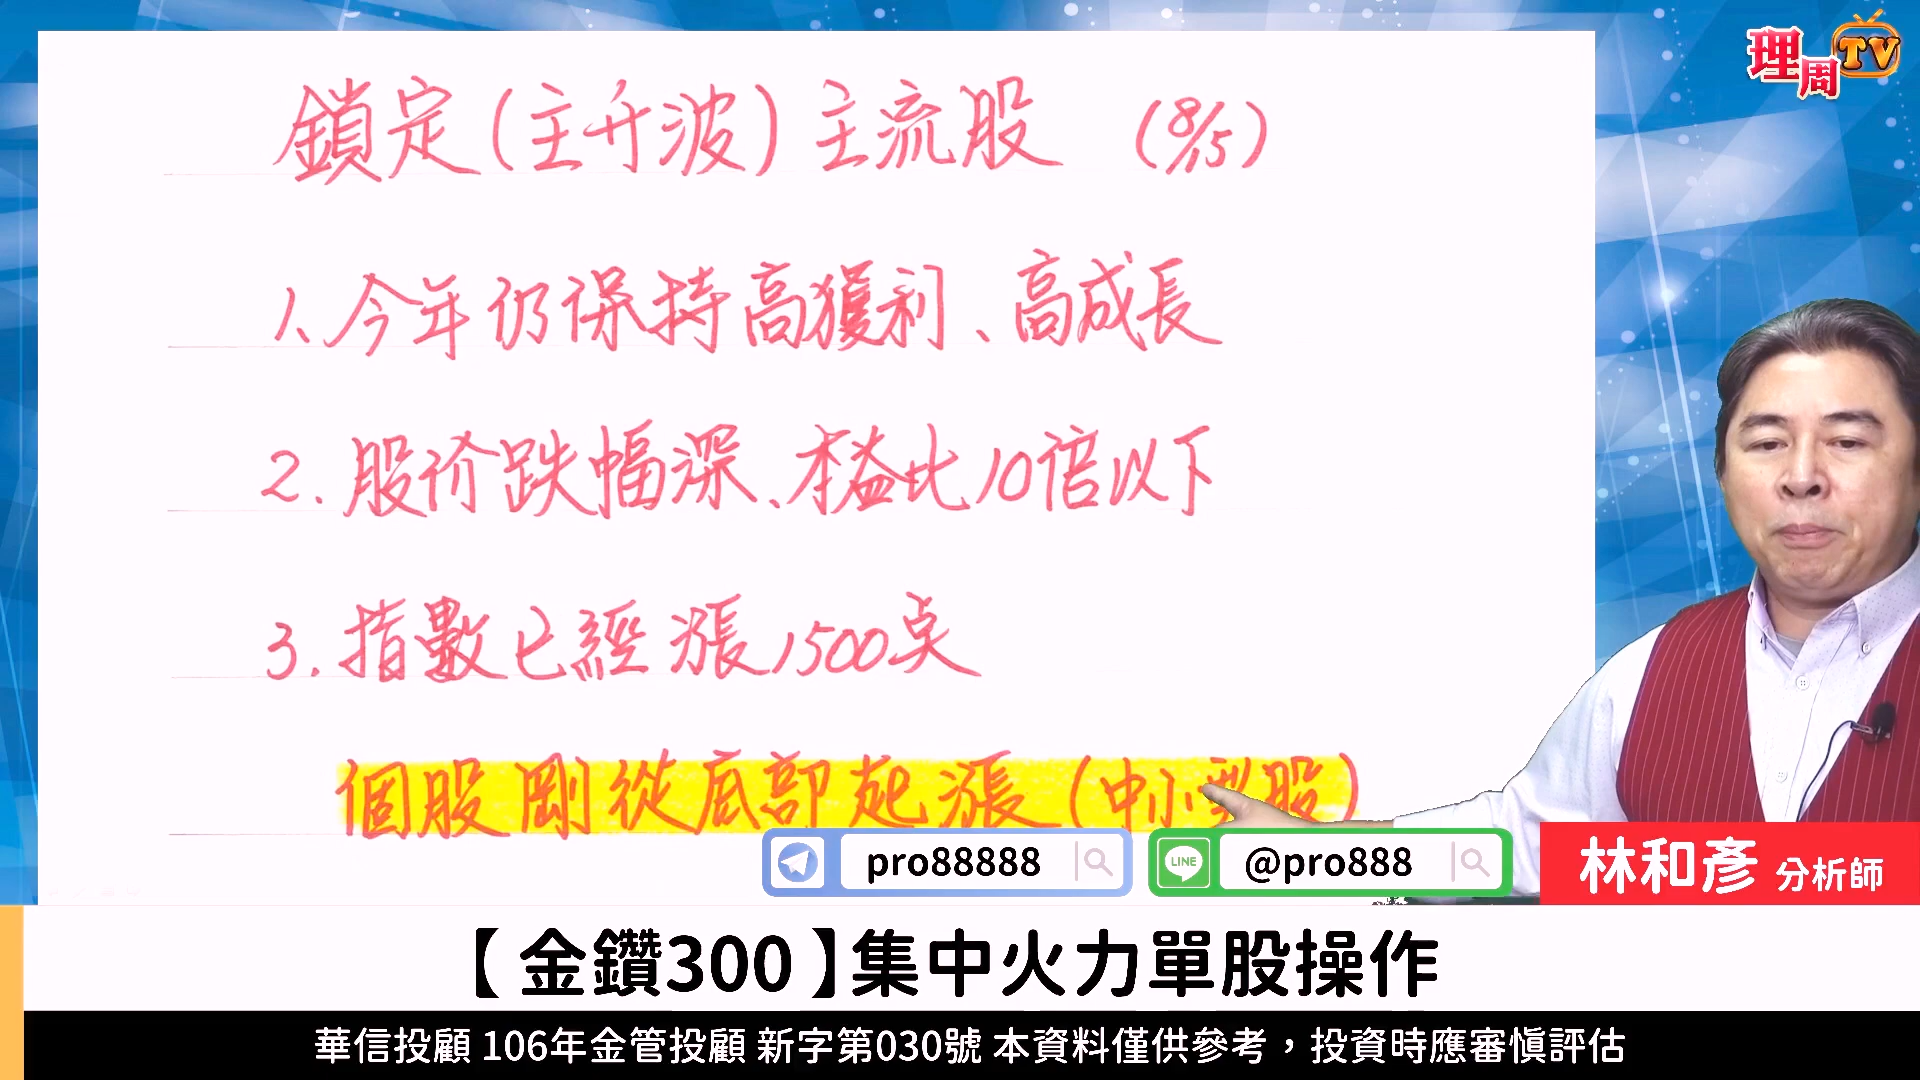 理周TV
鎖定(主升波)主流股 (8/15)
1、今年仍保持高獲利、高成長
2.股价跌幅深、本益比10倍以下
3.指數已經漲1500点
個股剛從底部起漲(中小型股)
pro88888
LINE @pro888
林和彥 分析師
【金鑽300】集中火力單股操作
華信投顧 106年金管投顧 新字第030號 本資料僅供參考，投資時應審慎評估